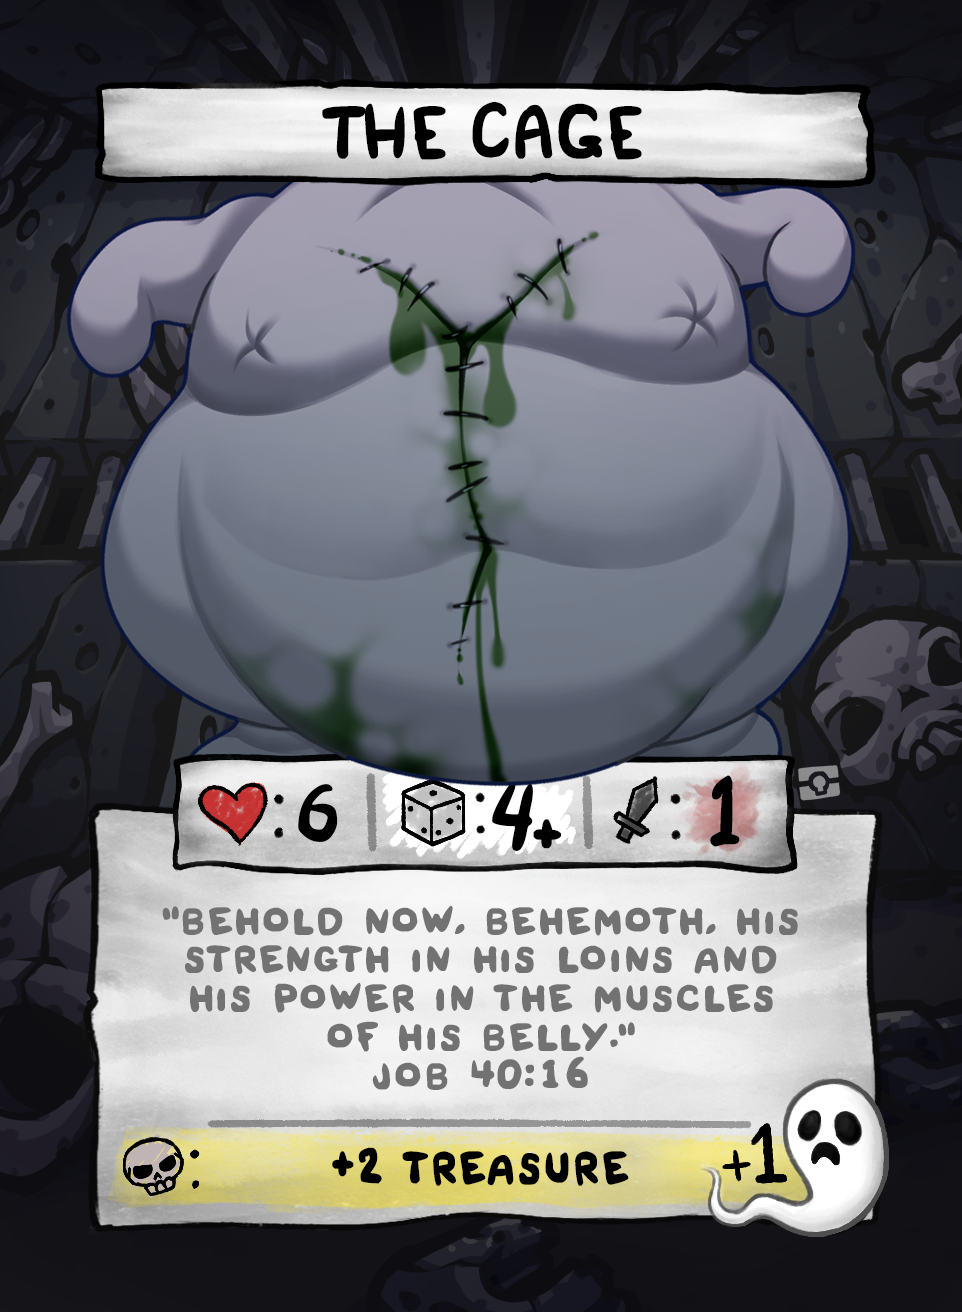 THE CAGE
:6 :4+ :1
"BEHOLD NOW, BEHEMOTH, HIS
STRENGTH IN HIS LOINS AND
HIS POWER IN THE MUSCLES
OF HIS BELLY."
JOB 40:16
: +2 TREASURE +1